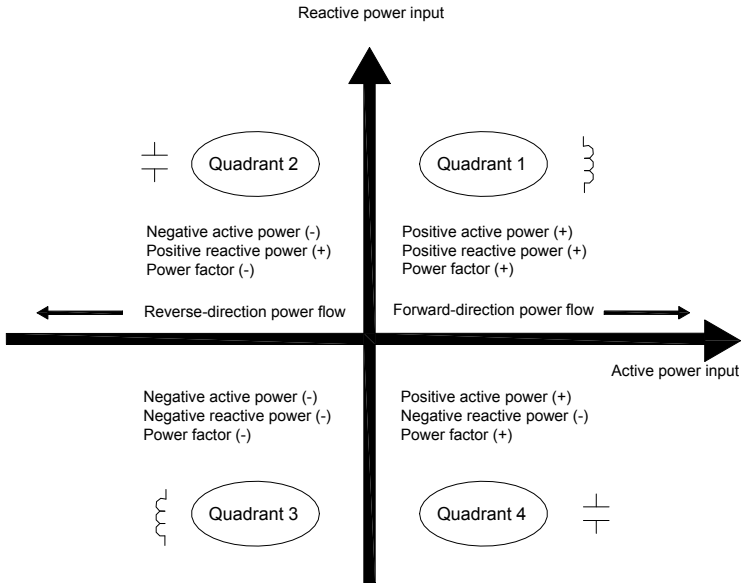 Reactive power input
Quadrant 2
Quadrant 1
Negative active power (-)
Positive reactive power (+)
Power factor (-)
Positive active power (+)
Positive reactive power (+)
Power factor (+)
Reverse-direction power flow
Forward-direction power flow
Active power input
Negative active power (-)
Negative reactive power (-)
Power factor (-)
Positive active power (+)
Negative reactive power (-)
Power factor (+)
Quadrant 3
Quadrant 4